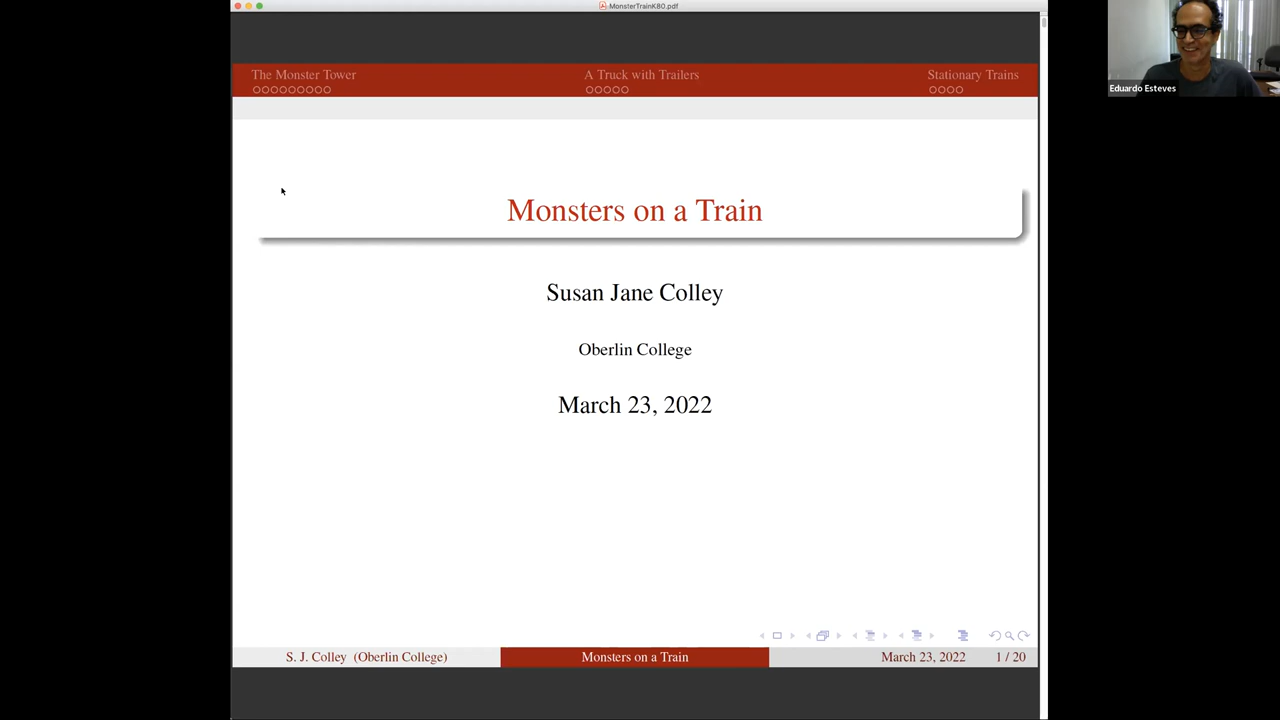 MonsterTrainK80.pdf
Eduardo Esteves
The Monster Tower
A Truck with Trailers
Stationary Trains
Monsters on a Train
Susan Jane Colley
Oberlin College
March 23, 2022
S. J. Colley (Oberlin College)
Monsters on a Train
March 23, 2022
1 / 20